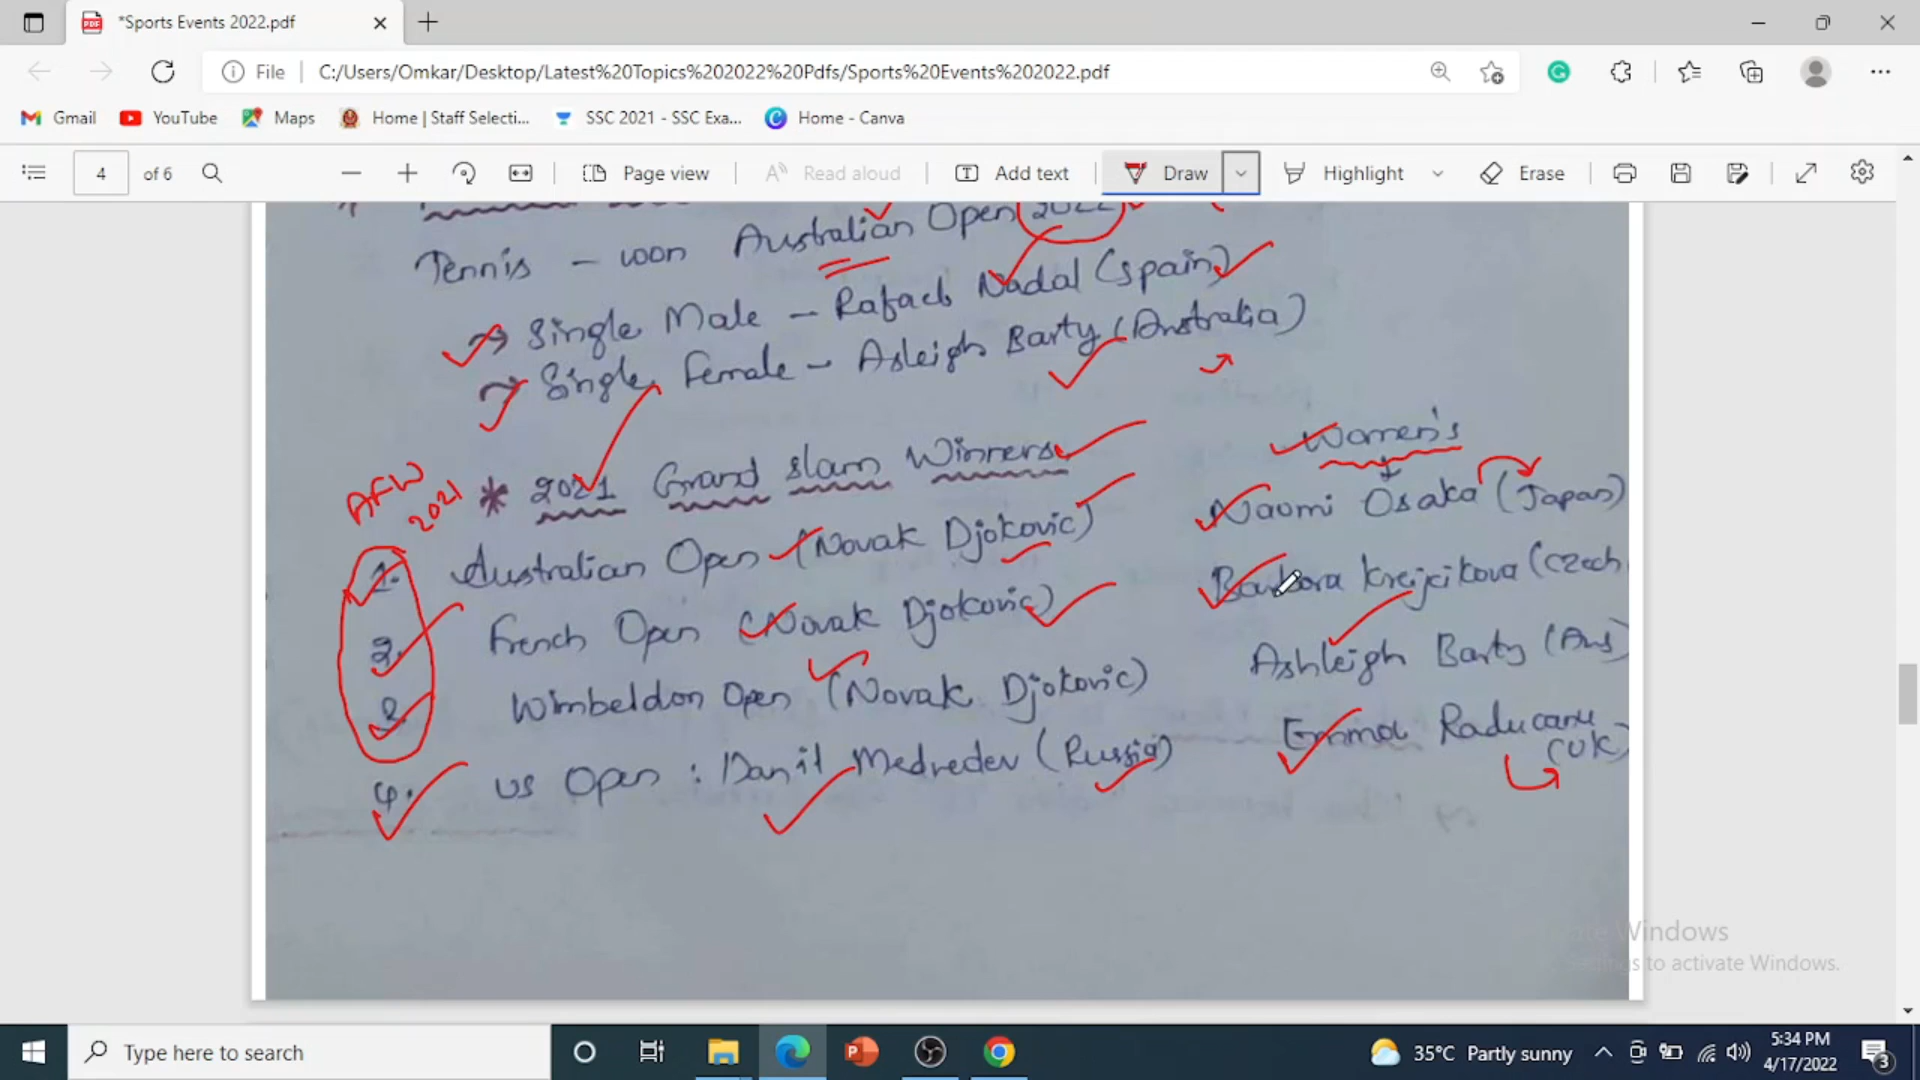 *Sports Events 2022.pdf
File C:/Users/Omkar/Desktop/Latest%20Topics%202022%20Pdfs/Sports%20Events%202022.pdf
Gmail YouTube Maps Home | Staff Selecti... SSC 2021 - SSC Exa... Home - Canva
4 of 6 Page view Read aloud Add text Draw Highlight Erase
Tennis - won Australian Open (2022)
→ Single Male - Rafael Nadal (Spain)
→ Single Female - Asleigh Barty (Australia)
AFW
2021
* 2021 Grand slam Winners Women's
1. Australian Open (Novak Djokovic) Naomi Osaka (Japan)
2. French Open (Novak Djokovic) Barbora Krejcikova (Czech
3 Wimbeldon Open (Novak Djokovic) Ashleigh Barty (Aus)
4. US Open : Danil Medvedev (Russia) Emma Raducanu
(UK)
Windows
to activate Windows.
Type here to search 35°C Partly sunny 5:34 PM
4/17/2022
3